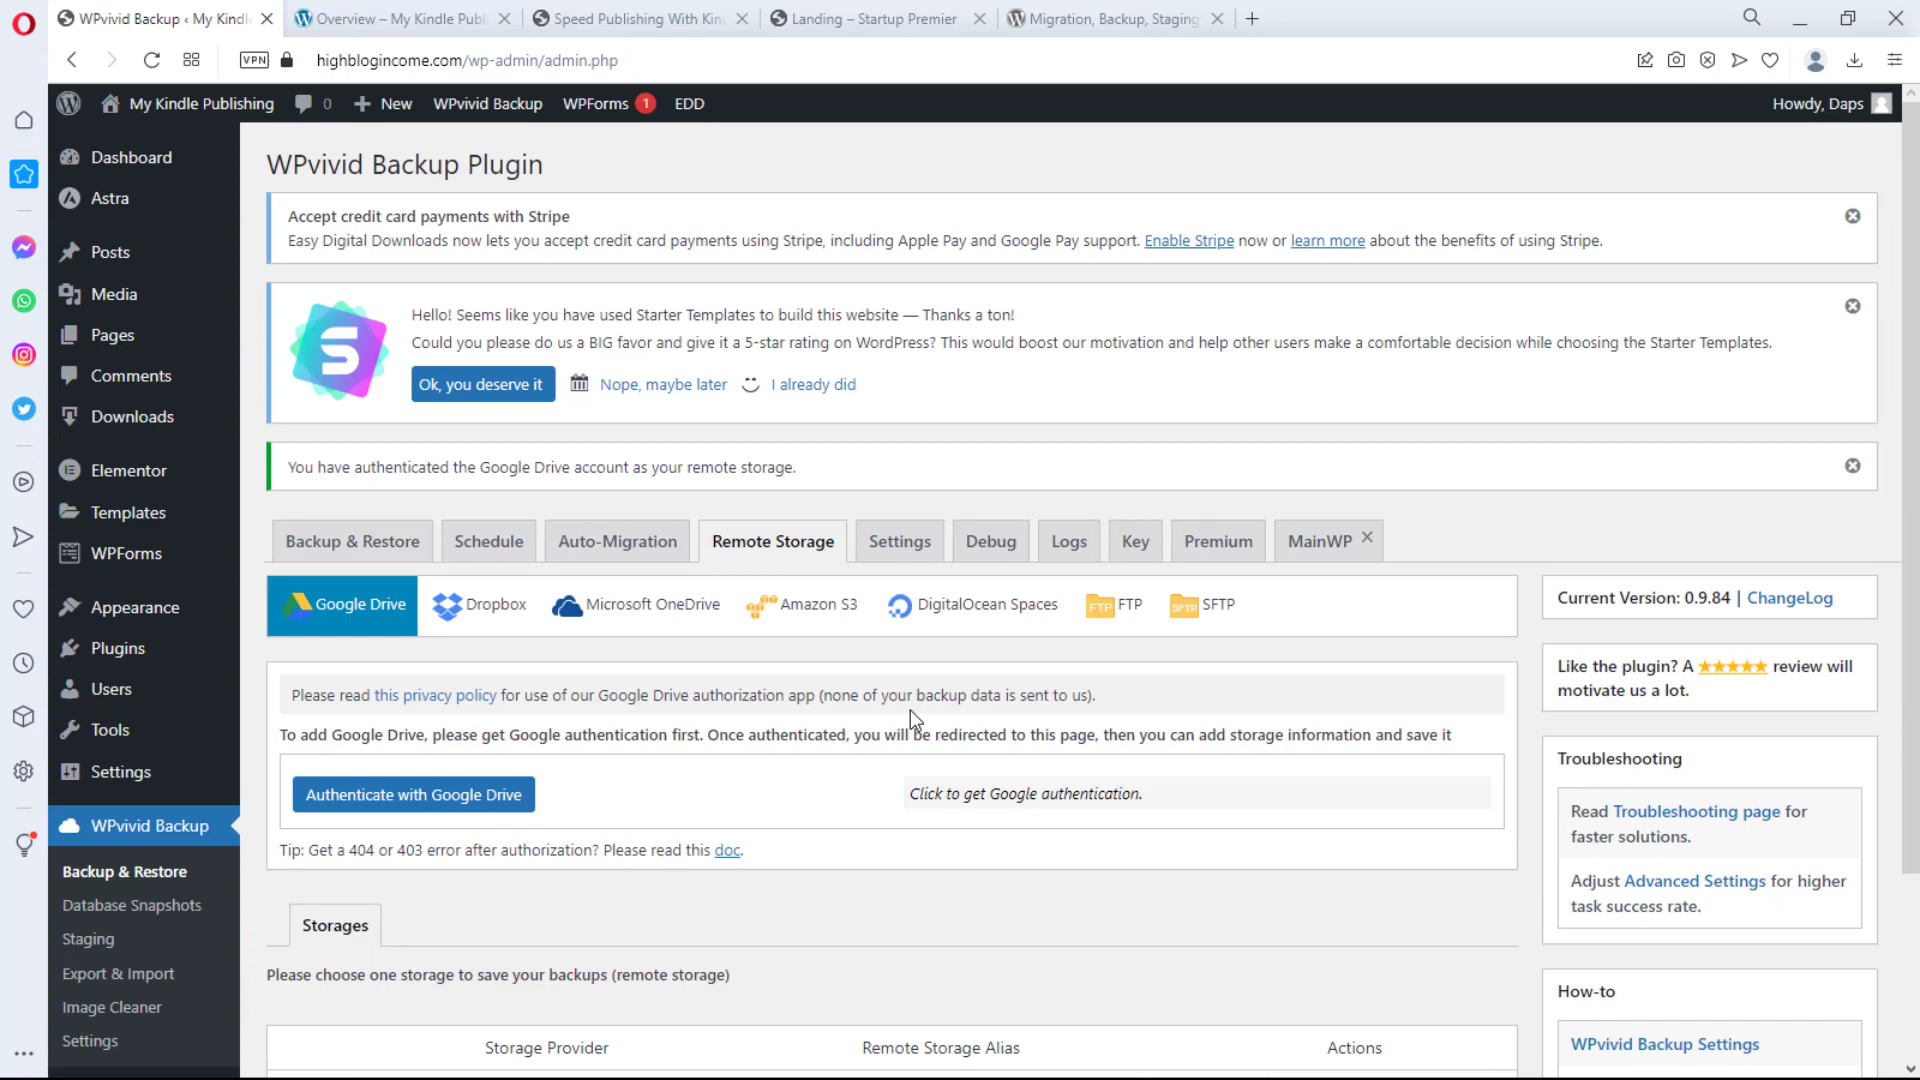 WPvivid Backup ‹ My Kindl
Overview – My Kindle Publ
Speed Publishing With Kin
Landing – Startup Premier
Migration, Backup, Staging
VPN
highblogincome.com/wp-admin/admin.php
My Kindle Publishing
0
New
WPvivid Backup
WPForms 1
EDD
Howdy, Daps
Dashboard
Astra
Posts
Media
Pages
Comments
Downloads
Elementor
Templates
WPForms
Appearance
Plugins
Users
Tools
Settings
WPvivid Backup
Backup & Restore
Database Snapshots
Staging
Export & Import
Image Cleaner
Settings
WPvivid Backup Plugin
Accept credit card payments with Stripe
Easy Digital Downloads now lets you accept credit card payments using Stripe, including Apple Pay and Google Pay support. Enable Stripe now or learn more about the benefits of using Stripe.
Hello! Seems like you have used Starter Templates to build this website — Thanks a ton!
Could you please do us a BIG favor and give it a 5-star rating on WordPress? This would boost our motivation and help other users make a comfortable decision while choosing the Starter Templates.
Ok, you deserve it
Nope, maybe later
I already did
You have authenticated the Google Drive account as your remote storage.
Backup & Restore
Schedule
Auto-Migration
Remote Storage
Settings
Debug
Logs
Key
Premium
MainWP
Google Drive
Dropbox
Microsoft OneDrive
Amazon S3
DigitalOcean Spaces
FTP FTP
SFTP SFTP
Please read this privacy policy for use of our Google Drive authorization app (none of your backup data is sent to us).
To add Google Drive, please get Google authentication first. Once authenticated, you will be redirected to this page, then you can add storage information and save it
Authenticate with Google Drive
Click to get Google authentication.
Tip: Get a 404 or 403 error after authorization? Please read this doc.
Storages
Please choose one storage to save your backups (remote storage)
Storage Provider
Remote Storage Alias
Actions
Current Version: 0.9.84 | ChangeLog
Like the plugin? A ★★★★★ review will
motivate us a lot.
Troubleshooting
Read Troubleshooting page for
faster solutions.
Adjust Advanced Settings for higher
task success rate.
How-to
WPvivid Backup Settings